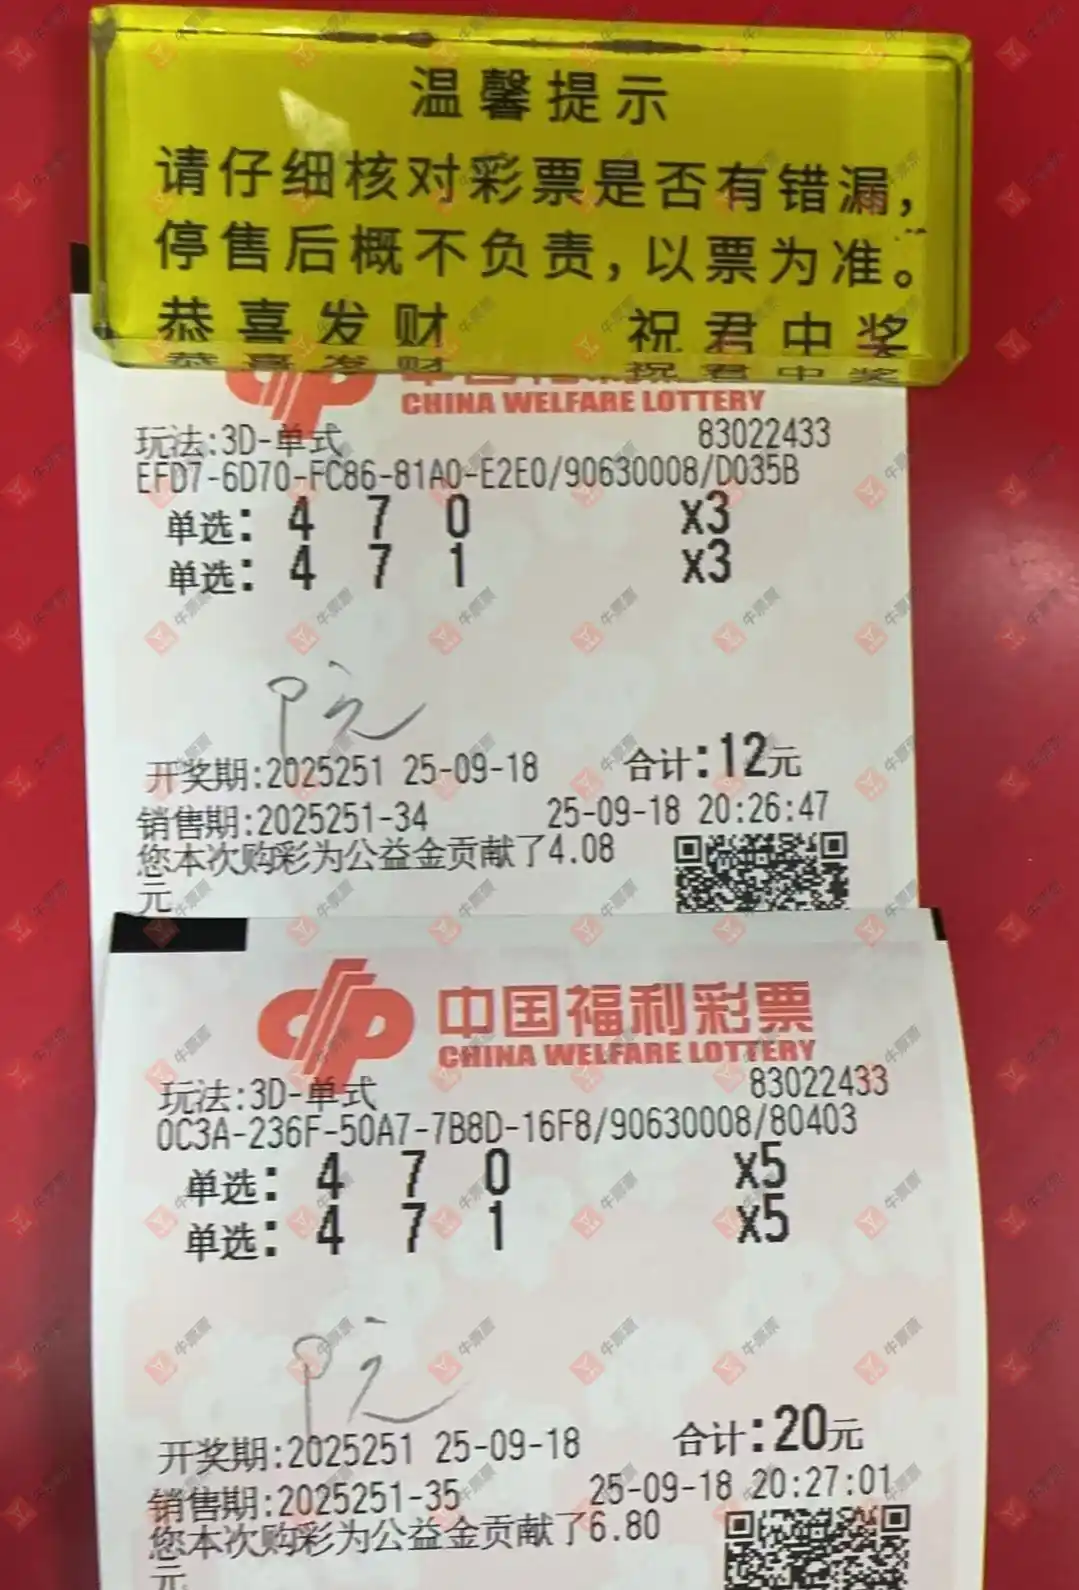 温馨提示
请仔细核对彩票是否有错漏，
停售后概不负责，以票为准。
恭喜发财 祝君中奖
CHINA WELFARE LOTTERY
玩法:3D-单式 83022433
EFD7-6D70-FC86-81A0-E2E0/90630008/D035B
单选: 4 7 0 x3
单选: 4 7 1 x3
开奖期:2025251 25-09-18 合计:12元
销售期:2025251-34 25-09-18 20:26:47
您本次购彩为公益金贡献了4.08
元
中国福利彩票
CHINA WELFARE LOTTERY
玩法:3D-单式 83022433
0C3A-236F-50A7-7B8D-16F8/90630008/80403
单选: 4 7 0 x5
单选: 4 7 1 x5
开奖期:2025251 25-09-18 合计:20元
销售期:2025251-35 25-09-18 20:27:01
您本次购彩为公益金贡献了6.80
元
牛票票